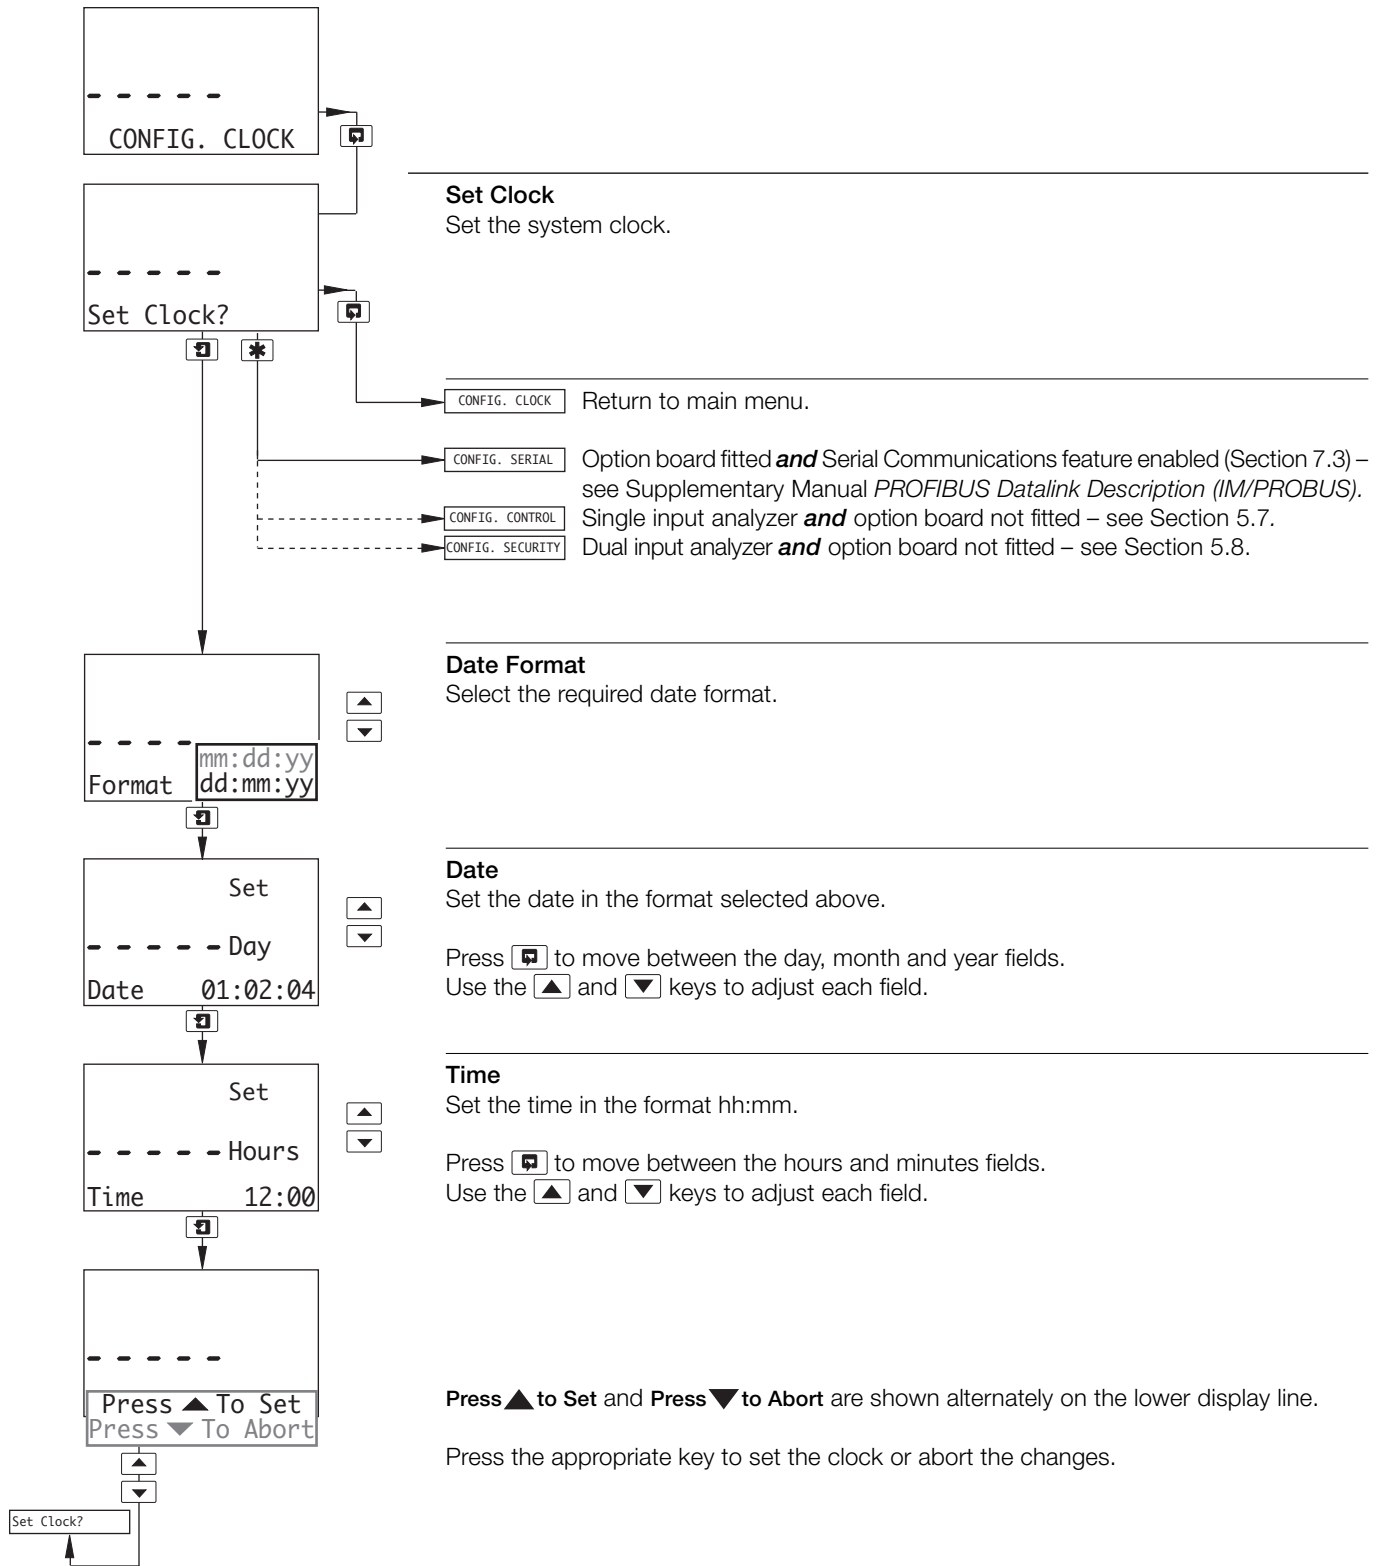 CONFIG. CLOCK
Set Clock
Set the system clock.
Set Clock?
CONFIG. CLOCK Return to main menu.
CONFIG. SERIAL Option board fitted and Serial Communications feature enabled (Section 7.3) –
see Supplementary Manual PROFIBUS Datalink Description (IM/PROBUS).
CONFIG. CONTROL Single input analyzer and option board not fitted – see Section 5.7.
CONFIG. SECURITY Dual input analyzer and option board not fitted – see Section 5.8.
Date Format
Select the required date format.
mm:dd:yy
Format dd:mm:yy
Date
Set the date in the format selected above.
Press to move between the day, month and year fields.
Use the ▲ and ▼ keys to adjust each field.
Set
Day
Date 01:02:04
Time
Set the time in the format hh:mm.
Press to move between the hours and minutes fields.
Use the ▲ and ▼ keys to adjust each field.
Set
Hours
Time 12:00
Press ▲ To Set
Press ▼ To Abort
Press ▲ to Set and Press ▼ to Abort are shown alternately on the lower display line.
Press the appropriate key to set the clock or abort the changes.
Set Clock?